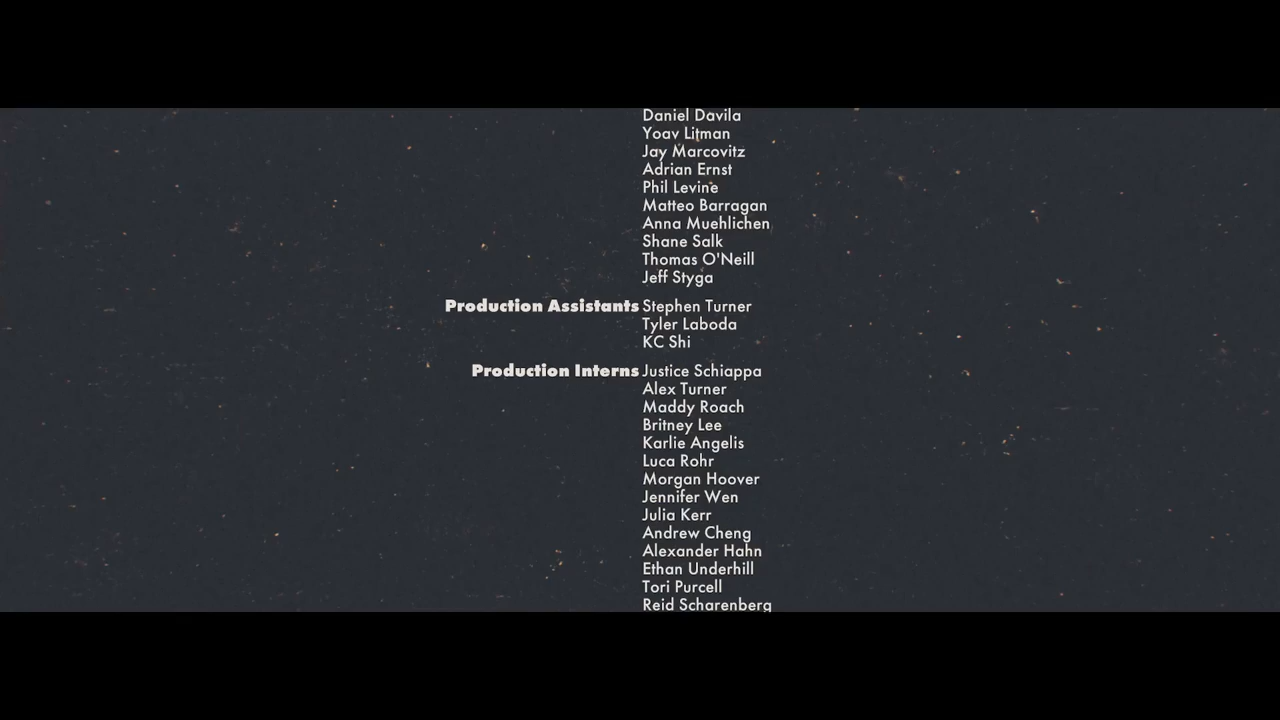 Daniel Davila
Yoav Litman
Jay Marcovitz
Adrian Ernst
Phil Levine
Matteo Barragan
Anna Muehlichen
Shane Salk
Thomas O'Neill
Jeff Styga
Production Assistants Stephen Turner
Tyler Laboda
KC Shi
Production Interns Justice Schiappa
Alex Turner
Maddy Roach
Britney Lee
Karlie Angelis
Luca Rohr
Morgan Hoover
Jennifer Wen
Julia Kerr
Andrew Cheng
Alexander Hahn
Ethan Underhill
Tori Purcell
Reid Scharenberg